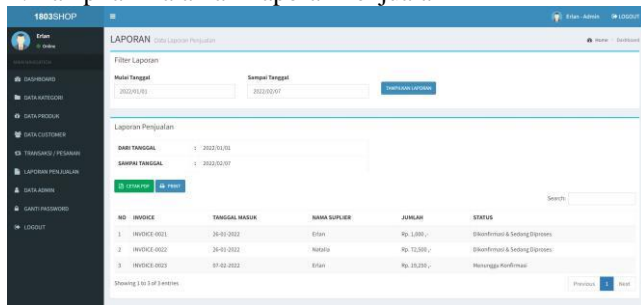 1803SHOP
Erlan - Admin
LOGOUT
Erlan
Online
DASHBOARD
DATA KATEGORI
DATA PRODUK
DATA CUSTOMER
TRANSAKSI / PESANAN
LAPORAN PENJUALAN
DATA ADMIN
GANTI PASSWORD
LOGOUT
LAPORAN Data Laporan Penjualan
Home Dashboard
Filter Laporan
Mulai Tanggal Sampai Tanggal
2022/01/01 2022/02/07 TAMPILKAN LAPORAN
Laporan Penjualan
DARI TANGGAL : 2022/01/01
SAMPAI TANGGAL : 2022/02/07
CETAK PDF PRINT
Search:
NO INVOICE TANGGAL MASUK NAMA SUPLIER JUMLAH STATUS
1 INVOICE-0021 26-01-2022 Erlan Rp. 1,000 ,- Dikonfirmasi & Sedang Diproses
2 INVOICE-0022 26-01-2022 Natalia Rp. 72,000 ,- Dikonfirmasi & Sedang Diproses
3 INVOICE-0023 07-02-2022 Erlan Menunggu Konfirmasi
Showing 1 to 3 of 3 entries
Previous 1 Next